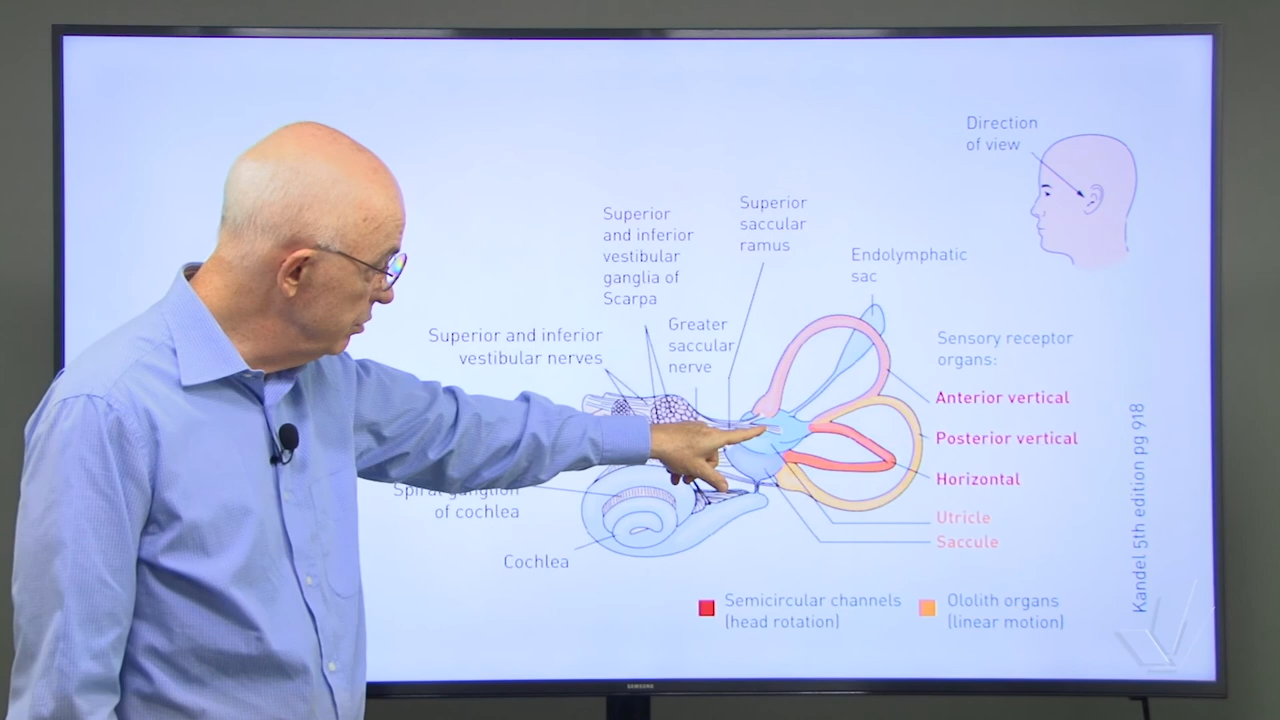 Direction
of view
Superior
saccular
ramus
Superior
and inferior
vestibular
ganglia of
Scarpa
Endolymphatic
sac
Greater
saccular
nerve
Superior and inferior
vestibular nerves
Sensory receptor
organs:
Anterior vertical
Posterior vertical
Horizontal
Utricle
Saccule
Spiral ganglion
of cochlea
Cochlea
Semicircular channels
(head rotation)
Ololith organs
(linear motion)
Kandel 5th edition pg 918
SAMSUNG